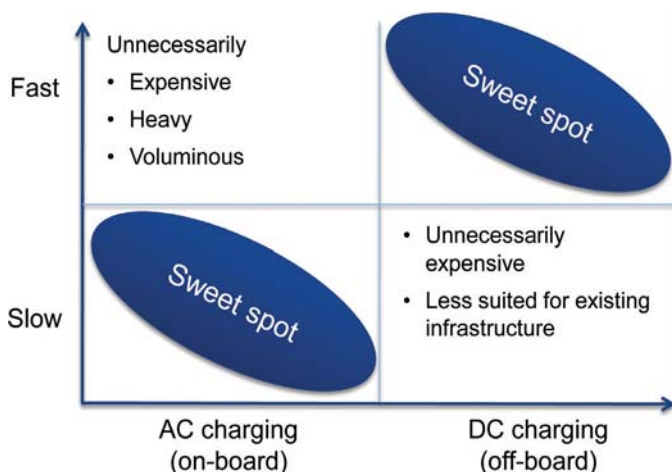 Fast
Unnecessarily
• Expensive
• Heavy
• Voluminous
Sweet spot
Slow
Sweet spot
• Unnecessarily
expensive
• Less suited for existing
infrastructure
AC charging
(on-board)
DC charging
(off-board)